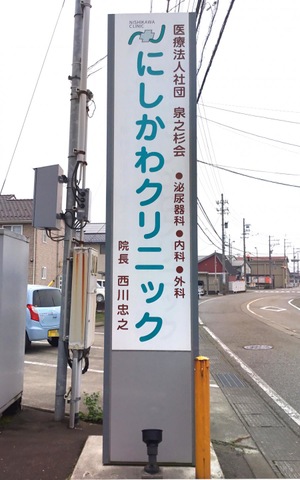 NISHIKAWA
CLINIC
医療法人社団 泉之杉会
●泌尿器科●内科●外科
にしかわクリニック
院長 西川忠之